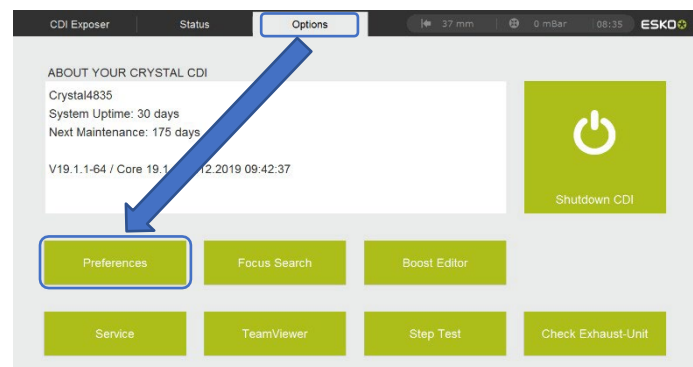 CDI Exposer Status Options 37 mm 0 mBar 08:35 ESKO
ABOUT YOUR CRYSTAL CDI
Crystal4835
System Uptime: 30 days
Next Maintenance: 175 days
V19.1.1-64 / Core 19.1 12.2019 09:42:37
Shutdown CDI
Preferences Focus Search Boost Editor
Service TeamViewer Step Test Check Exhaust-Unit